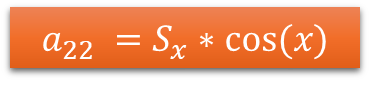 a₂₂ = Sₓ * cos(x)